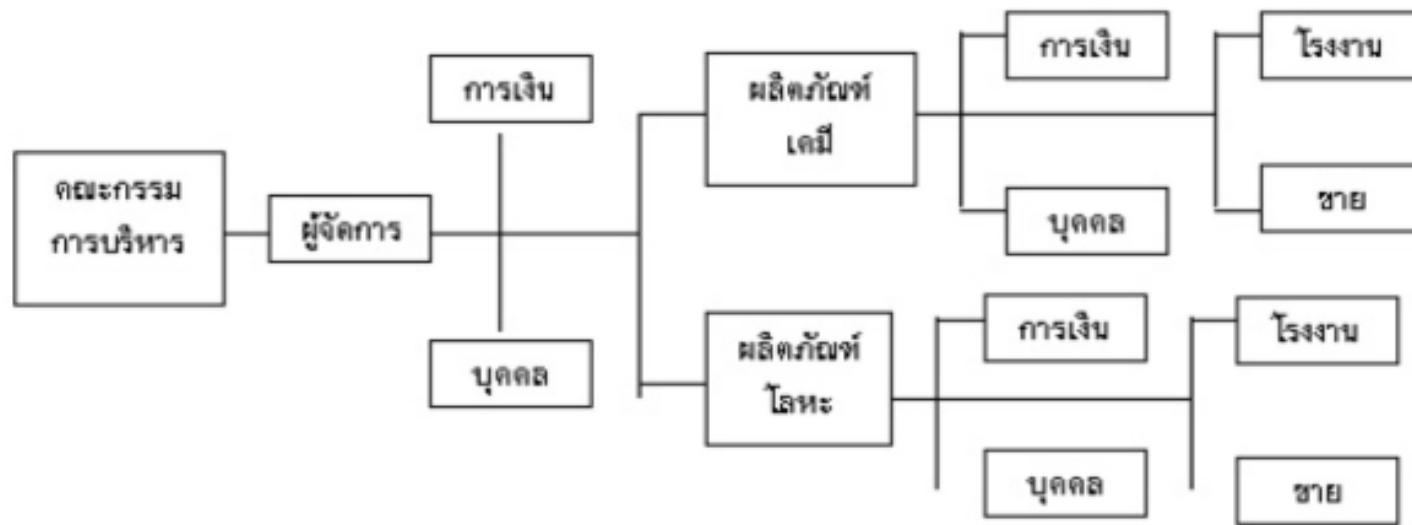 คณะกรรม
การบริหาร
ผู้จัดการ
การเงิน
บุคคล
ผลิตภัณฑ์
เคมี
การเงิน
บุคคล
โรงงาน
ขาย
ผลิตภัณฑ์
โลหะ
การเงิน
บุคคล
โรงงาน
ขาย